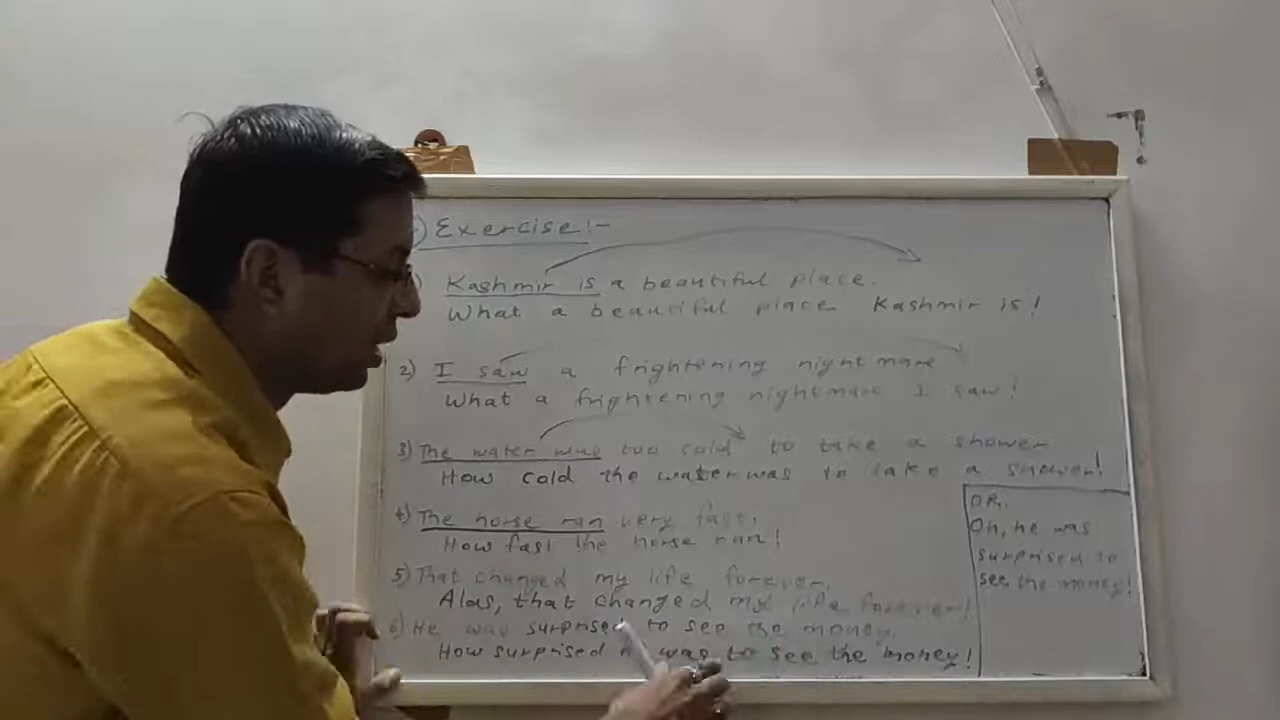 ) Exercise:-
) Kashmir is a beautiful place.
What a beautiful place Kashmir is!
2) I saw a frightening nightmare
What a frightening nightmare I saw!
3) The water was too cold to take a shower
How cold the water was to take a shower!
4) The horse ran very fast.
How fast the horse ran!
5) That changed my life forever.
Alas, that changed my life forever!
6) He was surprised to see the money.
How surprised was to see the money!
OR:
Oh, he was
surprised to
see the money!